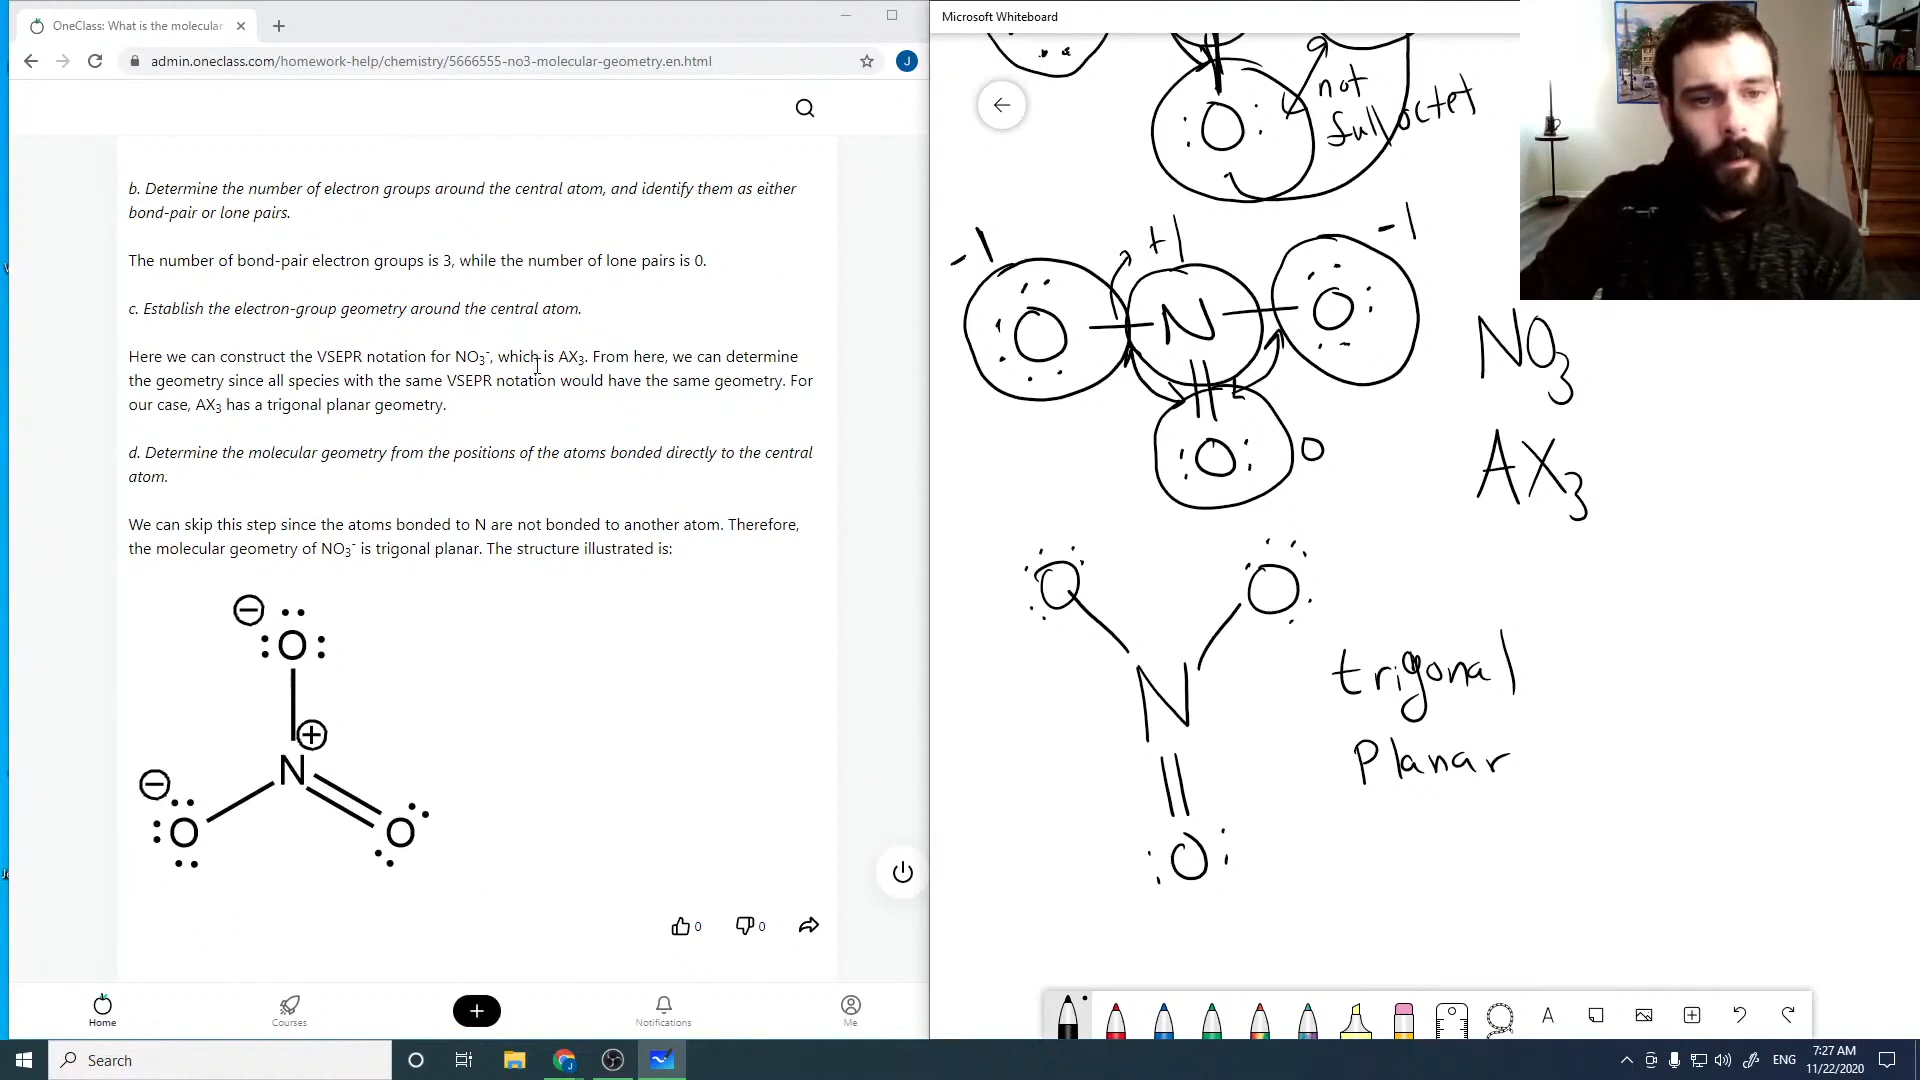 OneClass: What is the molecular
admin.oneclass.com/homework-help/chemistry/5666555-no3-molecular-geometry.en.html
J
b. Determine the number of electron groups around the central atom, and identify them as either
bond-pair or lone pairs.
The number of bond-pair electron groups is 3, while the number of lone pairs is 0.
c. Establish the electron-group geometry around the central atom.
Here we can construct the VSEPR notation for NO3-, which is AX3. From here, we can determine
the geometry since all species with the same VSEPR notation would have the same geometry. For
our case, AX3 has a trigonal planar geometry.
d. Determine the molecular geometry from the positions of the atoms bonded directly to the central
atom.
We can skip this step since the atoms bonded to N are not bonded to another atom. Therefore,
the molecular geometry of NO3- is trigonal planar. The structure illustrated is:
O
N
O
O
0
0
Home
Courses
Notifications
Me
Microsoft Whiteboard
not
full octet
O
-1
+1
-1
O
N
O
O
0
NO3
AX3
O
O
N
O
trigonal
Planar
A
Search
ENG
7:27 AM
11/22/2020